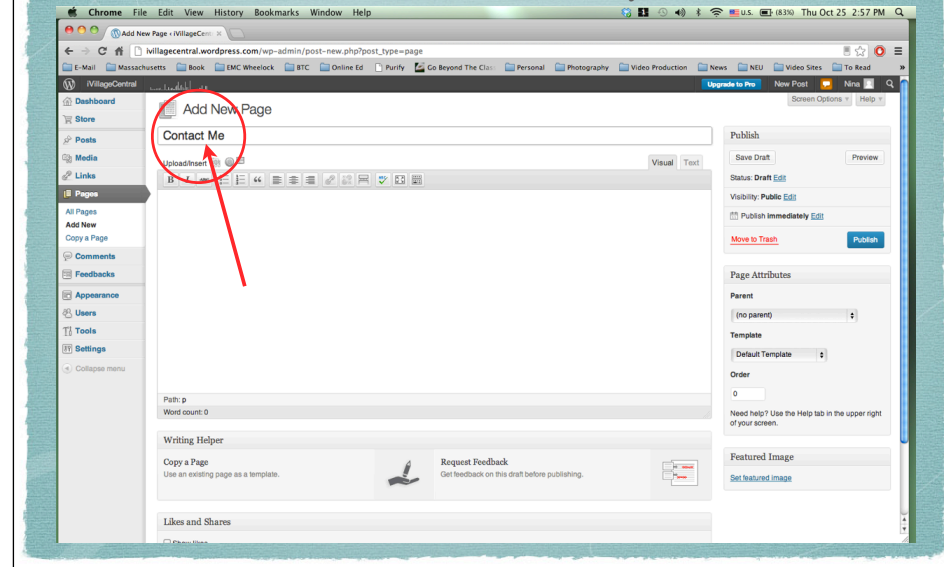 Chrome File Edit View History Bookmarks Window Help U.S. (83%) Thu Oct 25 2:57 PM
Add New Page ‹ iVillageCent
ivillagecentral.wordpress.com/wp-admin/post-new.php?post_type=page
E-Mail Massachusetts Book EMC Wheelock BTC Online Ed Purify Go Beyond The Clas Personal Photography Video Production News NEU Video Sites To Read »
iVillageCentral Upgrade to Pro New Post Nina
Screen Options Help
Dashboard
Store
Posts
Media
Links
Pages
All Pages
Add New
Copy a Page
Comments
Feedbacks
Appearance
Users
Tools
Settings
Collapse menu
Add New Page
Contact Me
Upload/Insert Visual Text
B I ABC
Path: p
Word count: 0
Writing Helper
Copy a Page
Use an existing page as a template.
Request Feedback
Get feedback on this draft before publishing.
Likes and Shares
Show likes
Publish
Save Draft Preview
Status: Draft Edit
Visibility: Public Edit
Publish immediately Edit
Move to Trash Publish
Page Attributes
Parent
(no parent)
Template
Default Template
Order
0
Need help? Use the Help tab in the upper right
of your screen.
Featured Image
Set featured image